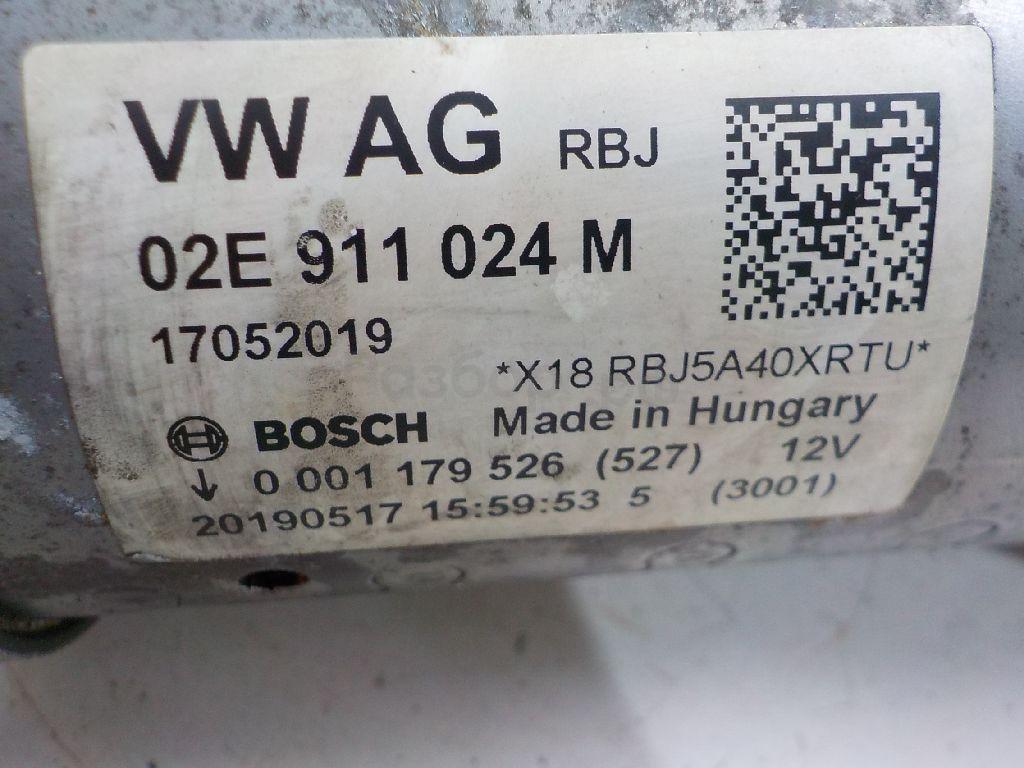 VW AG RBJ
02E 911 024 M
17052019
*X18 RBJ5A40XRTU*
BOSCH Made in Hungary
0 001 179 526 (527) 12V
20190517 15:59:53 5 (3001)